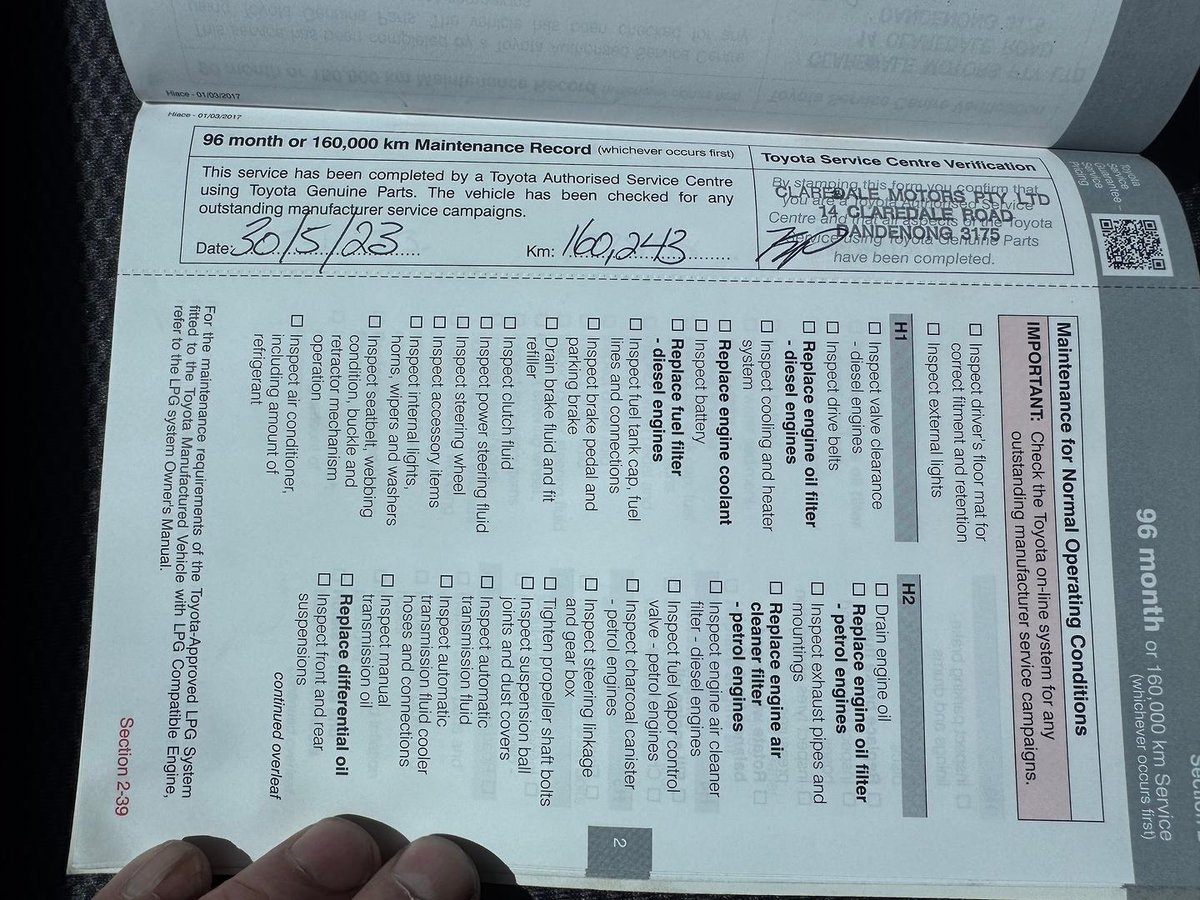 Hiace - 01/03/2017
Hiace - 01/03/2017
96 month or 160,000 km Maintenance Record (whichever occurs first)
This service has been completed by a Toyota Authorised Service Centre
using Toyota Genuine Parts. The vehicle has been checked for any
outstanding manufacturer service campaigns.
Date: 30/5/23
Km: 160,243
Toyota Service Centre Verification
By stamping this form you confirm that
you are a Toyota Authorised Service
Centre and that all aspects of the Toyota
service using Toyota Genuine Parts
have been completed.
CLAREDALE MOTORS PTY LTD
14 CLAREDALE ROAD
DANDENONG 3175
96 month or 160,000 km Service
(whichever occurs first)
Maintenance for Normal Operating Conditions
IMPORTANT: Check the Toyota on-line system for any
outstanding manufacturer service campaigns.
☐ Inspect driver's floor mat for
correct fitment and retention
☐ Inspect external lights
H1
☐ Inspect valve clearance
- diesel engines
☐ Inspect drive belts
☐ Replace engine oil filter
- diesel engines
☐ Inspect cooling and heater
system
☐ Replace engine coolant
☐ Inspect battery
☐ Replace fuel filter
- diesel engines
☐ Inspect fuel tank cap, fuel
lines and connections
☐ Inspect brake pedal and
parking brake
☐ Drain brake fluid and fit
refiller
☐ Inspect clutch fluid
☐ Inspect power steering fluid
☐ Inspect steering wheel
☐ Inspect accessory items
☐ Inspect internal lights,
horns, wipers and washers
☐ Inspect seatbelt, webbing
condition, buckle and
retractor mechanism
operation
☐ Inspect air conditioner,
including amount of
refrigerant
H2
☐ Drain engine oil
☐ Replace engine oil filter
- petrol engines
☐ Inspect exhaust pipes and
mountings
☐ Replace engine air
cleaner filter
- petrol engines
☐ Inspect engine air cleaner
filter - diesel engines
☐ Inspect fuel vapor control
valve - petrol engines
☐ Inspect charcoal canister
- petrol engines
☐ Inspect steering linkage
and gear box
☐ Tighten propeller shaft bolts
☐ Inspect suspension ball
joints and dust covers
☐ Inspect automatic
transmission fluid
☐ Inspect automatic
transmission fluid cooler
hoses and connections
☐ Inspect manual
transmission oil
☐ Replace differential oil
☐ Inspect front and rear
suspensions
continued overleaf
For the maintenance requirements of the Toyota-Approved LPG System
fitted to the Toyota Manufactured Vehicle with LPG Compatible Engine,
refer to the LPG system Owner's Manual.
Section 2-39
2